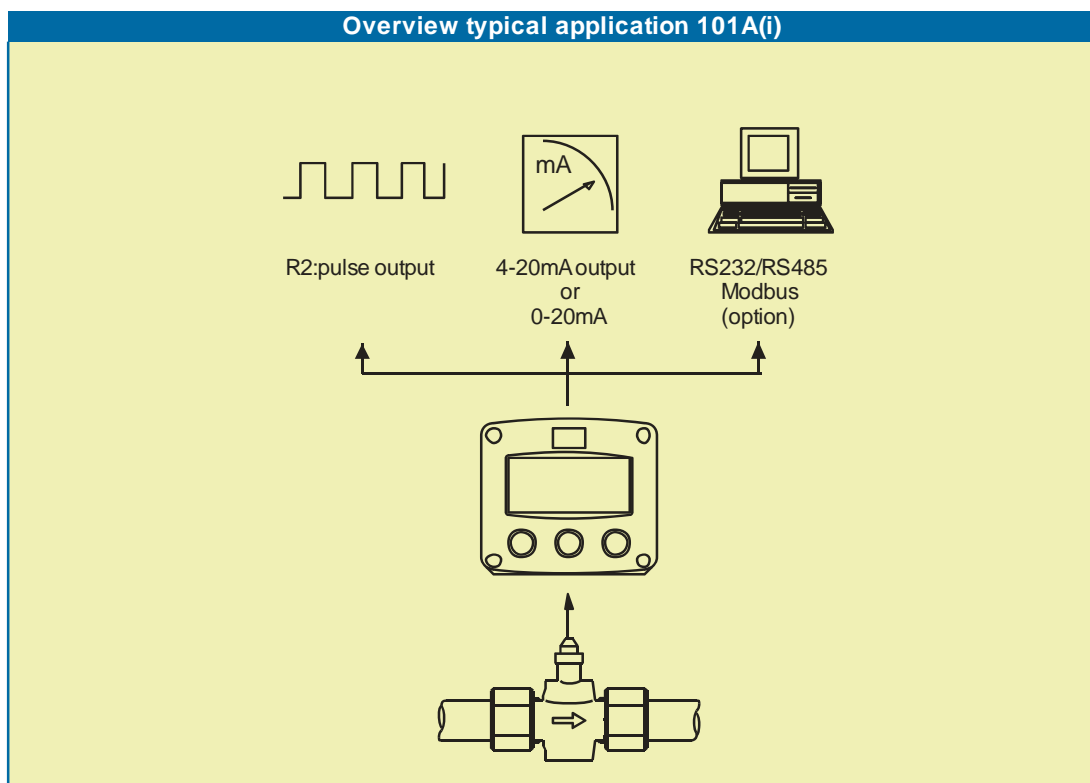 Overview typical application 101A(i)
mA
R2:pulse output
4-20mA output
or
0-20mA
RS232/RS485
Modbus
(option)